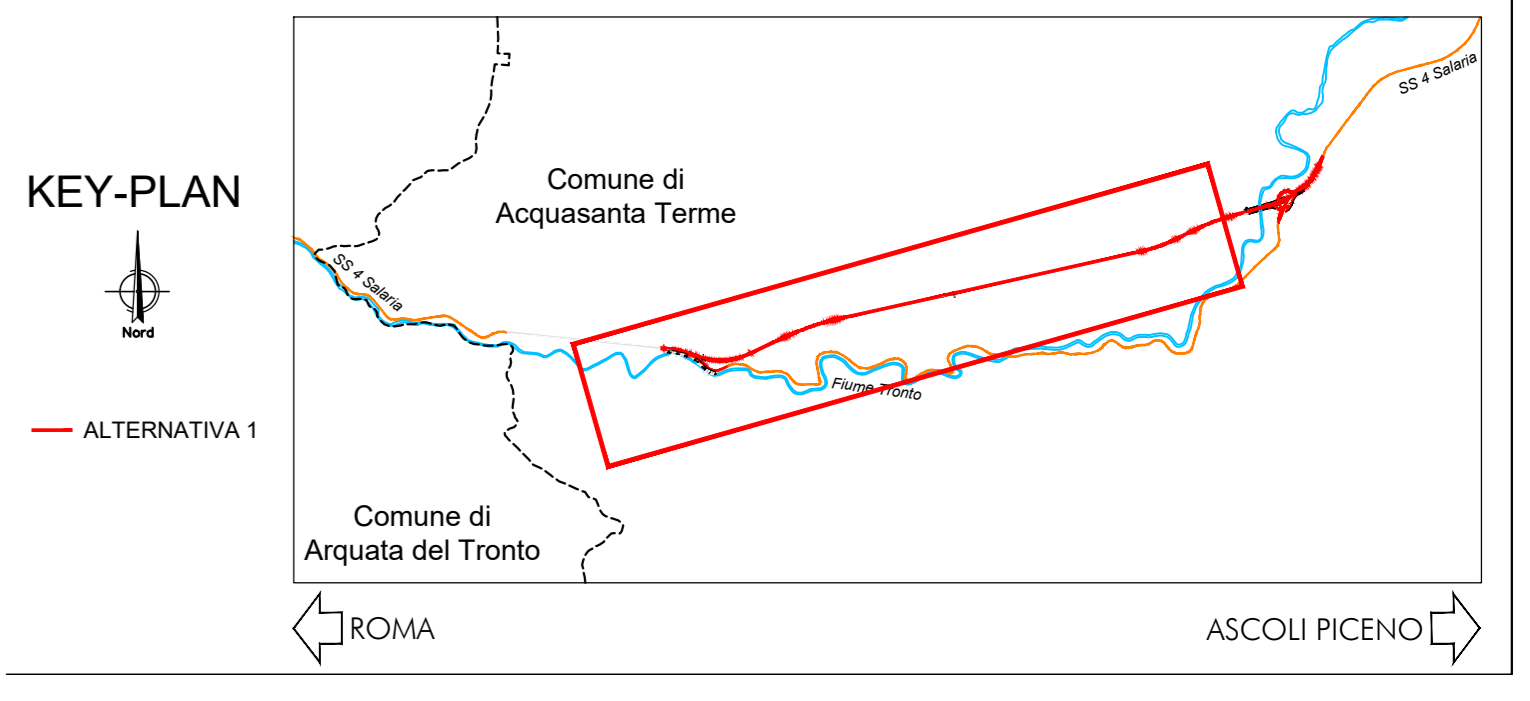 KEY-PLAN
Nord
ALTERNATIVA 1
SS 4 Salaria
Comune di
Acquasanta Terme
SS 4 Salaria
Fiume Tronto
Comune di
Arquata del Tronto
ROMA
ASCOLI PICENO